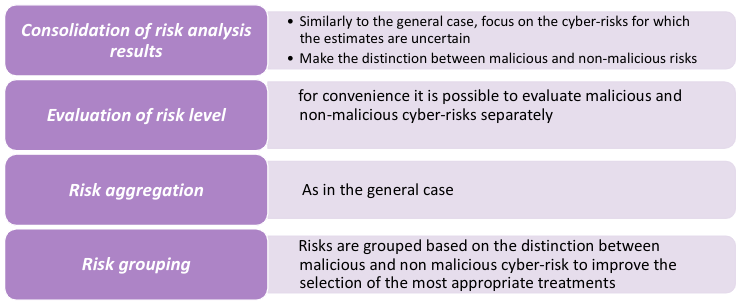 Consolidation of risk analysis
results
• Similarly to the general case, focus on the cyber-risks for which
the estimates are uncertain
• Make the distinction between malicious and non-malicious risks
Evaluation of risk level
for convenience it is possible to evaluate malicious and
non-malicious cyber-risks separately
Risk aggregation
As in the general case
Risk grouping
Risks are grouped based on the distinction between
malicious and non malicious cyber-risk to improve the
selection of the most appropriate treatments